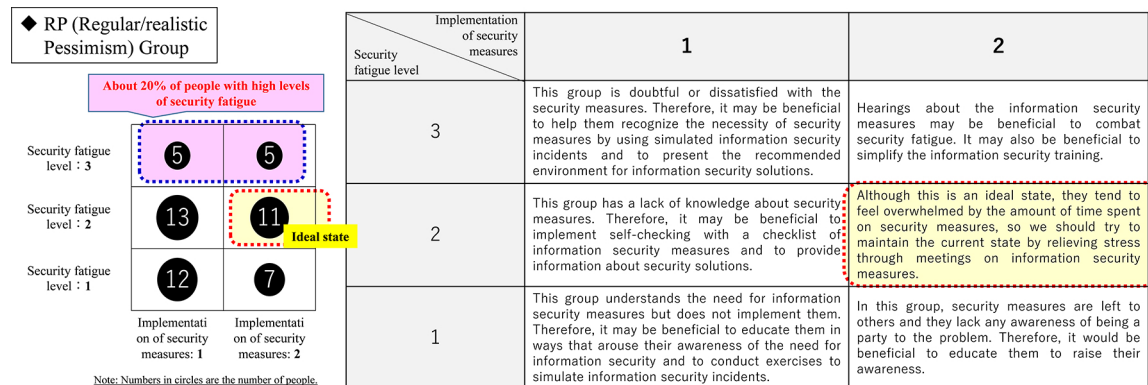 ◆ RP (Regular/realistic
Pessimism) Group
About 20% of people with high levels
of security fatigue
Security fatigue
level：3
5
5
Security fatigue
level：2
13
11
Ideal state
Security fatigue
level：1
12
7
Implementati
on of security
measures: 1
Implementati
on of security
measures: 2
Note: Numbers in circles are the number of people.
Implementation
of security
measures
Security
fatigue level
1
2
3
This group is doubtful or dissatisfied with the
security measures. Therefore, it may be beneficial
to help them recognize the necessity of security
measures by using simulated information security
incidents and to present the recommended
environment for information security solutions.
Hearings about the information security
measures may be beneficial to combat
security fatigue. It may also be beneficial to
simplify the information security training.
2
This group has a lack of knowledge about security
measures. Therefore, it may be beneficial to
implement self-checking with a checklist of
information security measures and to provide
information about security solutions.
Although this is an ideal state, they tend to
feel overwhelmed by the amount of time spent
on security measures, so we should try to
maintain the current state by relieving stress
through meetings on information security
measures.
1
This group understands the need for information
security measures but does not implement them.
Therefore, it may be beneficial to educate them in
ways that arouse their awareness of the need for
information security and to conduct exercises to
simulate information security incidents.
In this group, security measures are left to
others and they lack any awareness of being a
party to the problem. Therefore, it would be
beneficial to educate them to raise their
awareness.